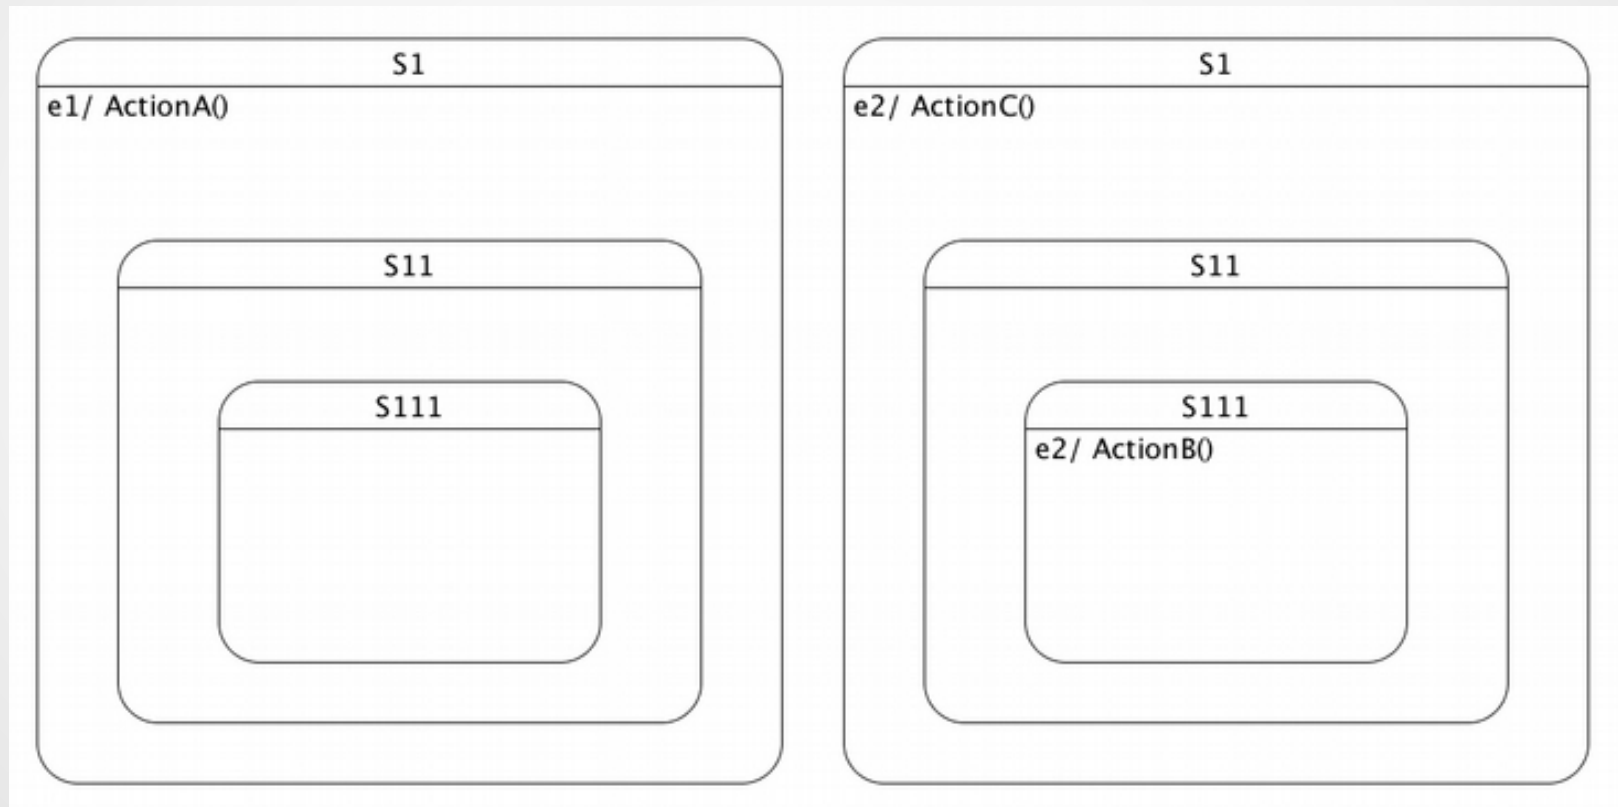 S1
e1/ ActionA()
S11
S111
S1
e2/ ActionC()
S11
S111
e2/ ActionB()